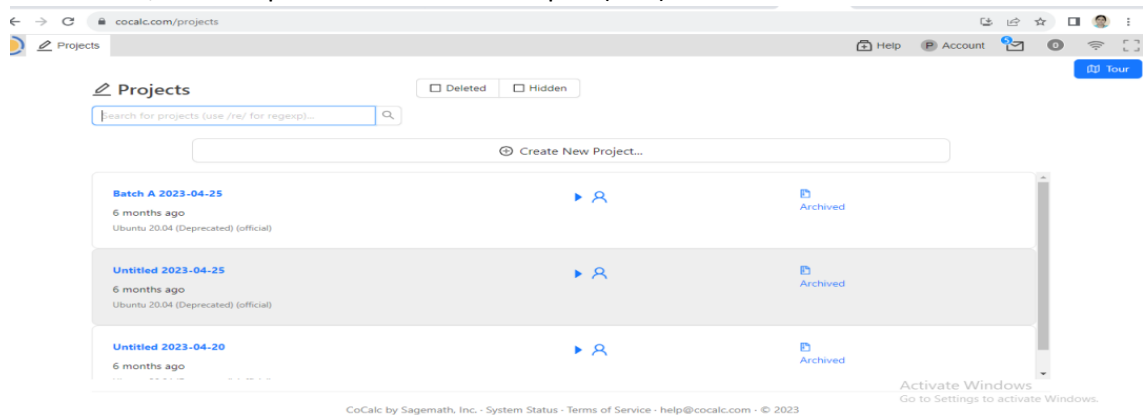 cocalc.com/projects
Projects
Help
Account
5
0
Tour
Projects
Deleted
Hidden
Search for projects (use /re/ for regexp)...
Create New Project...
Batch A 2023-04-25
6 months ago
Ubuntu 20.04 (Deprecated) (official)
Archived
Untitled 2023-04-25
6 months ago
Ubuntu 20.04 (Deprecated) (official)
Archived
Untitled 2023-04-20
6 months ago
Archived
Activate Windows
Go to Settings to activate Windows.
CoCalc by Sagemath, Inc. · System Status · Terms of Service · help@cocalc.com · © 2023